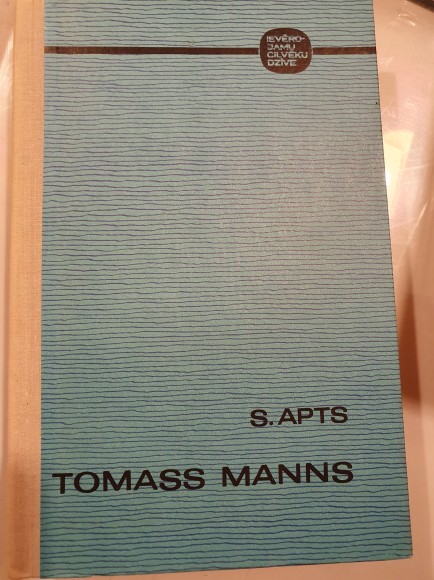 IEVĒRO-
JAMU
CILVĒKU
DZĪVE
S. APTS
TOMASS MANNS